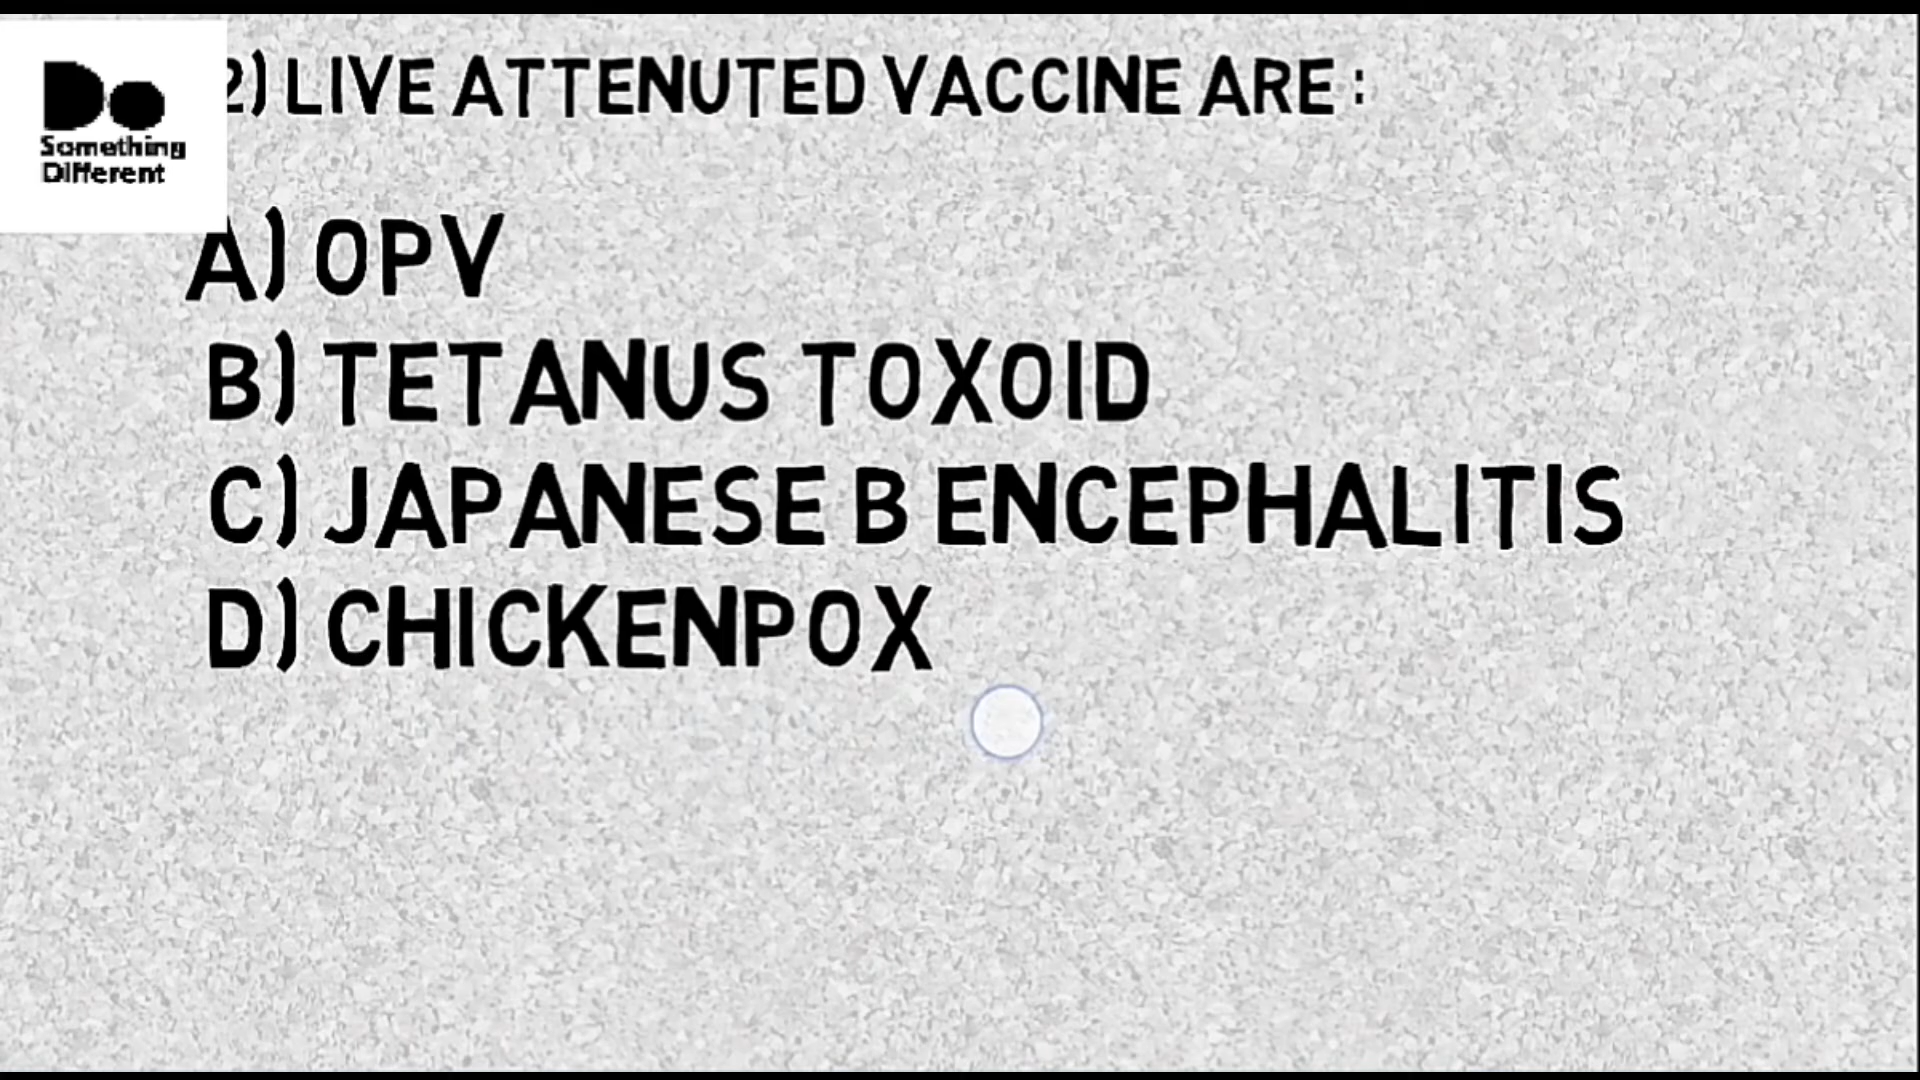 Do
Something
Different
2) LIVE ATTENUTED VACCINE ARE :
A) OPV
B) TETANUS TOXOID
C) JAPANESE B ENCEPHALITIS
D) CHICKENPOX